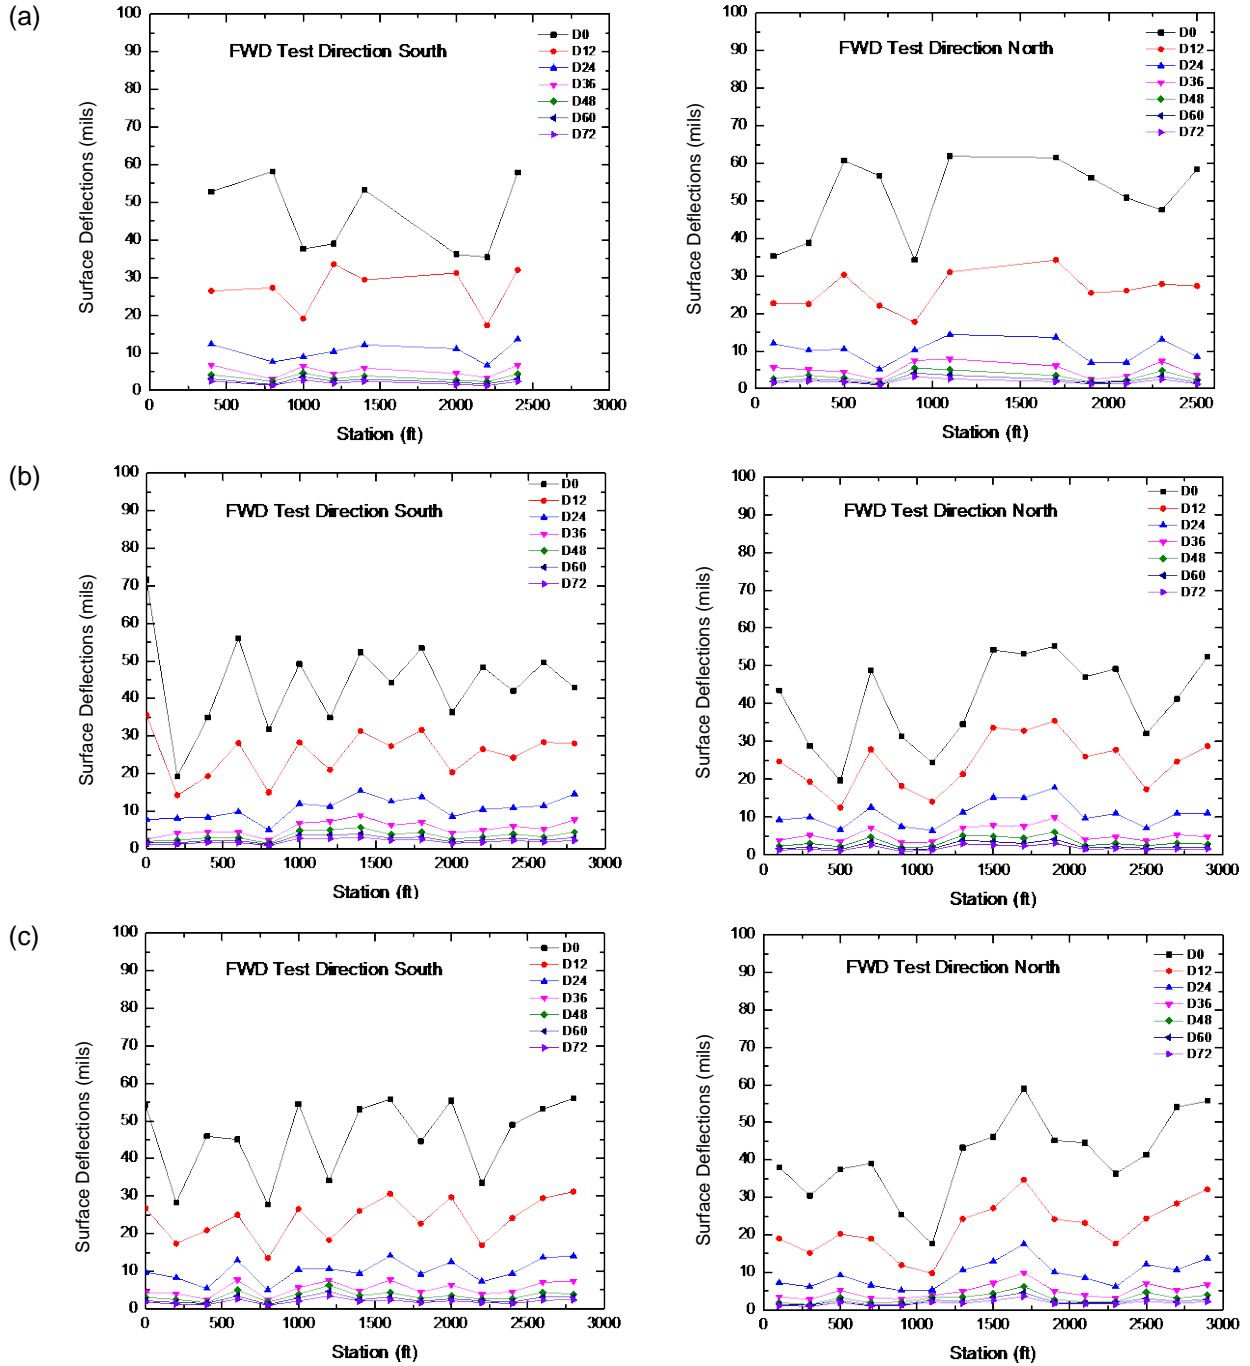 (a)
FWD Test Direction South
D0
D12
D24
D36
D48
D60
D72
Surface Deflections (mils)
100
90
80
70
60
50
40
30
20
10
0
0 500 1000 1500 2000 2500 3000
Station (ft)
FWD Test Direction North
D0
D12
D24
D36
D48
D60
D72
Surface Deflections (mils)
100
90
80
70
60
50
40
30
20
10
0
0 500 1000 1500 2000 2500
Station (ft)
(b)
FWD Test Direction South
D0
D12
D24
D36
D48
D60
D72
Surface Deflections (mils)
100
90
80
70
60
50
40
30
20
10
0
0 500 1000 1500 2000 2500 3000
Station (ft)
FWD Test Direction North
D0
D12
D24
D36
D48
D60
D72
Surface Deflections (mils)
100
90
80
70
60
50
40
30
20
10
0
0 500 1000 1500 2000 2500 3000
Station (ft)
(c)
FWD Test Direction South
D0
D12
D24
D36
D48
D60
D72
Surface Deflections (mils)
100
90
80
70
60
50
40
30
20
10
0
0 500 1000 1500 2000 2500 3000
Station (ft)
FWD Test Direction North
D0
D12
D24
D36
D48
D60
D72
Surface Deflections (mils)
100
90
80
70
60
50
40
30
20
10
0
0 500 1000 1500 2000 2500 3000
Station (ft)